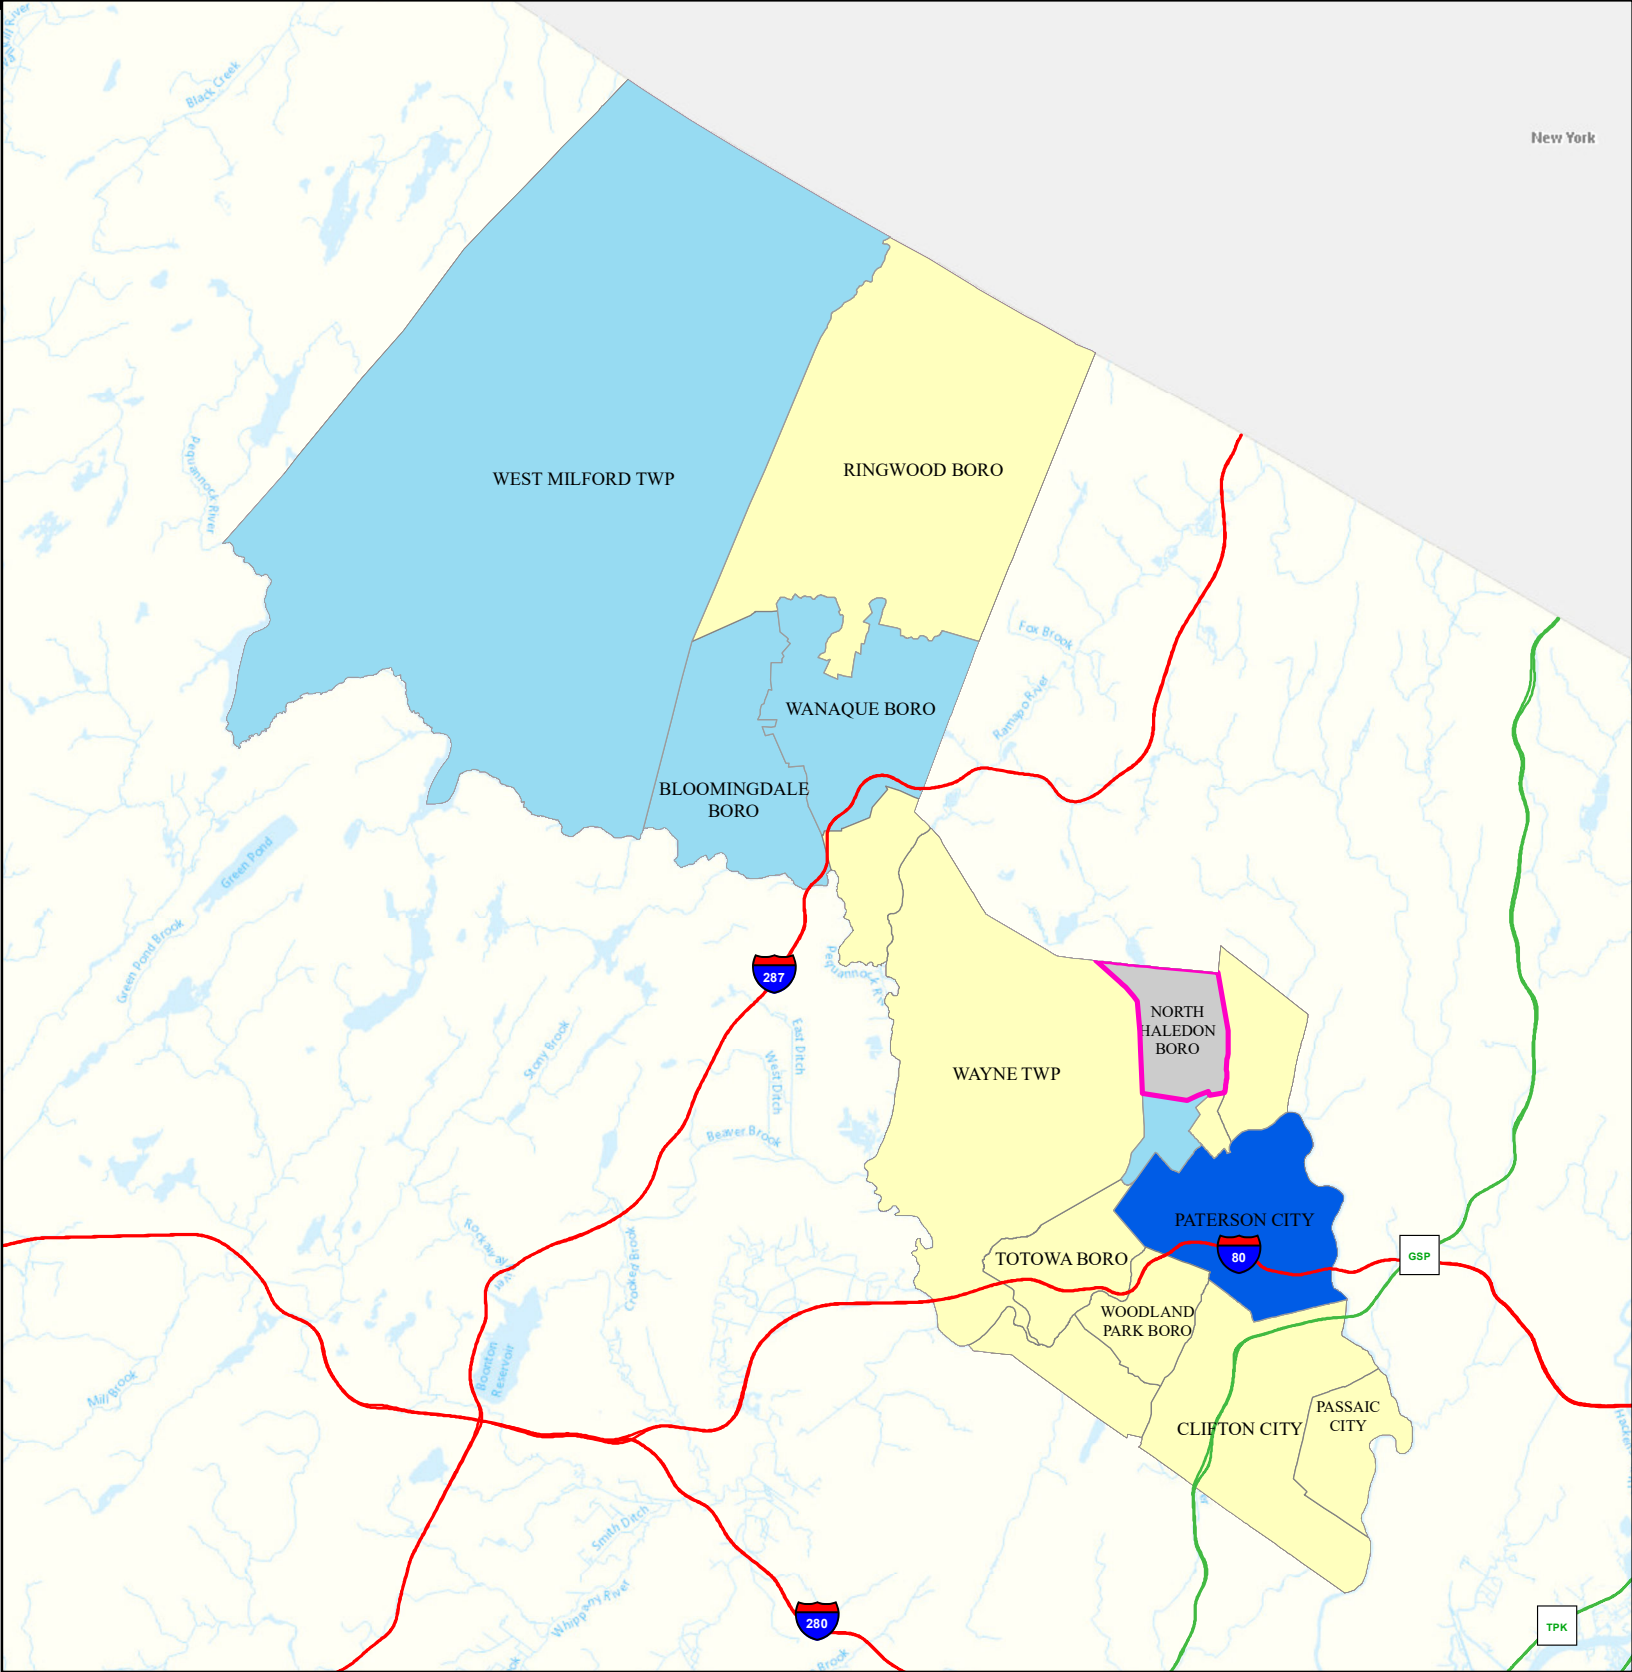 Black Creek
New York
Pequannock River
WEST MILFORD TWP
RINGWOOD BORO
Fox Brook
Ramapo River
WANAQUE BORO
BLOOMINGDALE
BORO
Green Pond
Green Pond Brook
287
NORTH
HALEDON
BORO
Stony Brook
East Ditch
West Ditch
WAYNE TWP
Beaver Brook
PATERSON CITY
80
GSP
TOTOWA BORO
Crooked Brook
WOODLAND
PARK BORO
Boonton
Reservoir
Mill Brook
PASSAIC
CITY
CLIFTON CITY
Smith Ditch
Whippany River
280
TPK
Brook